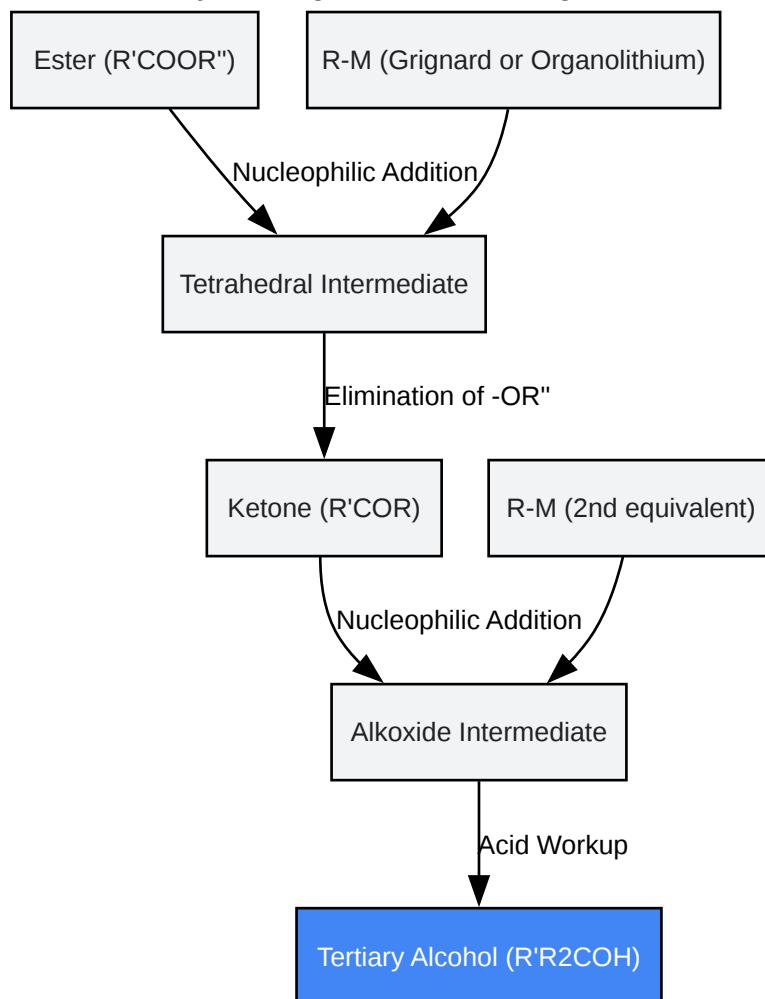 Ester (R'COOR")
R-M (Grignard or Organolithium)
Nucleophilic Addition
Tetrahedral Intermediate
Elimination of -OR"
Ketone (R'COR)
R-M (2nd equivalent)
Nucleophilic Addition
Alkoxide Intermediate
Acid Workup
Tertiary Alcohol (R'R2COH)